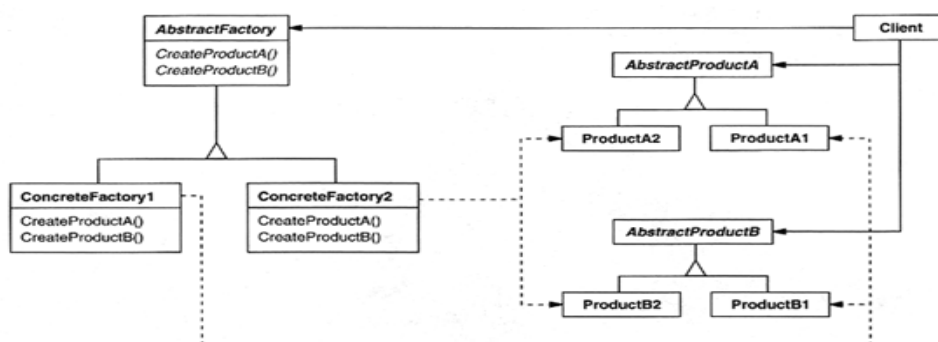 AbstractFactory
CreateProductA()
CreateProductB()
Client
AbstractProductA
ProductA2
ProductA1
ConcreteFactory1
CreateProductA()
CreateProductB()
ConcreteFactory2
CreateProductA()
CreateProductB()
AbstractProductB
ProductB2
ProductB1